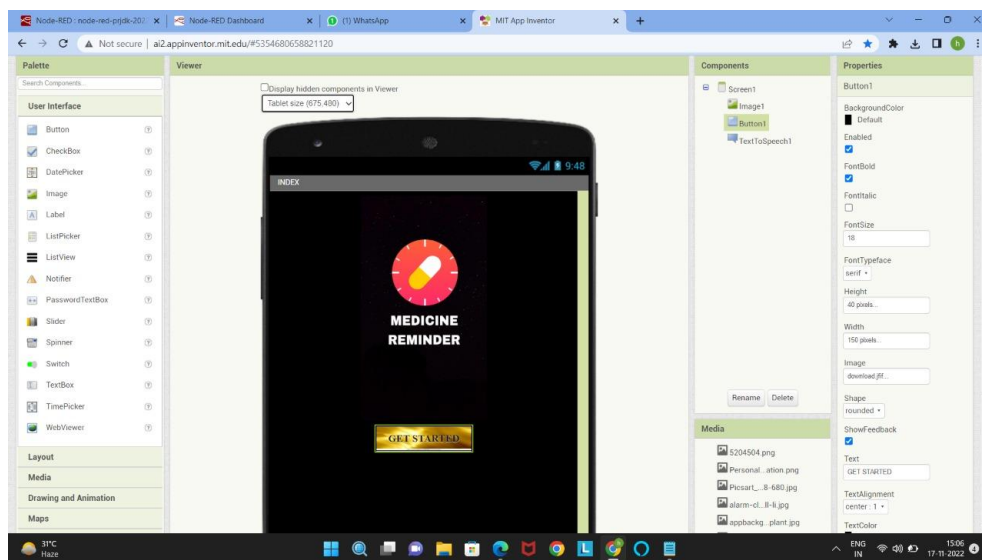 Node-RED : node-red-prjdk-202
Node-RED Dashboard
(1) WhatsApp
MIT App Inventor
Not secure | ai2.appinventor.mit.edu/#5354680658821120
Palette
Search Components...
User Interface
Button
CheckBox
DatePicker
Image
Label
ListPicker
ListView
Notifier
PasswordTextBox
Slider
Spinner
Switch
TextBox
TimePicker
WebViewer
Layout
Media
Drawing and Animation
Maps
Viewer
Display hidden components in Viewer
Tablet size (675,480)
9:48
INDEX
MEDICINE
REMINDER
GET STARTED
Components
Screen1
Image1
Button1
TextToSpeech1
Rename Delete
Media
5204504.png
Personal...ation.png
Picsart_...8-680.jpg
alarm-cl...ll-li.jpg
appbackg...plant.jpg
Properties
Button1
BackgroundColor
Default
Enabled
FontBold
FontItalic
FontSize
18
FontTypeface
serif
Height
40 pixels...
Width
150 pixels...
Image
download.jfif...
Shape
rounded
ShowFeedback
Text
GET STARTED
TextAlignment
center : 1
TextColor
31°C
Haze
ENG
IN
15:06
17-11-2022
4